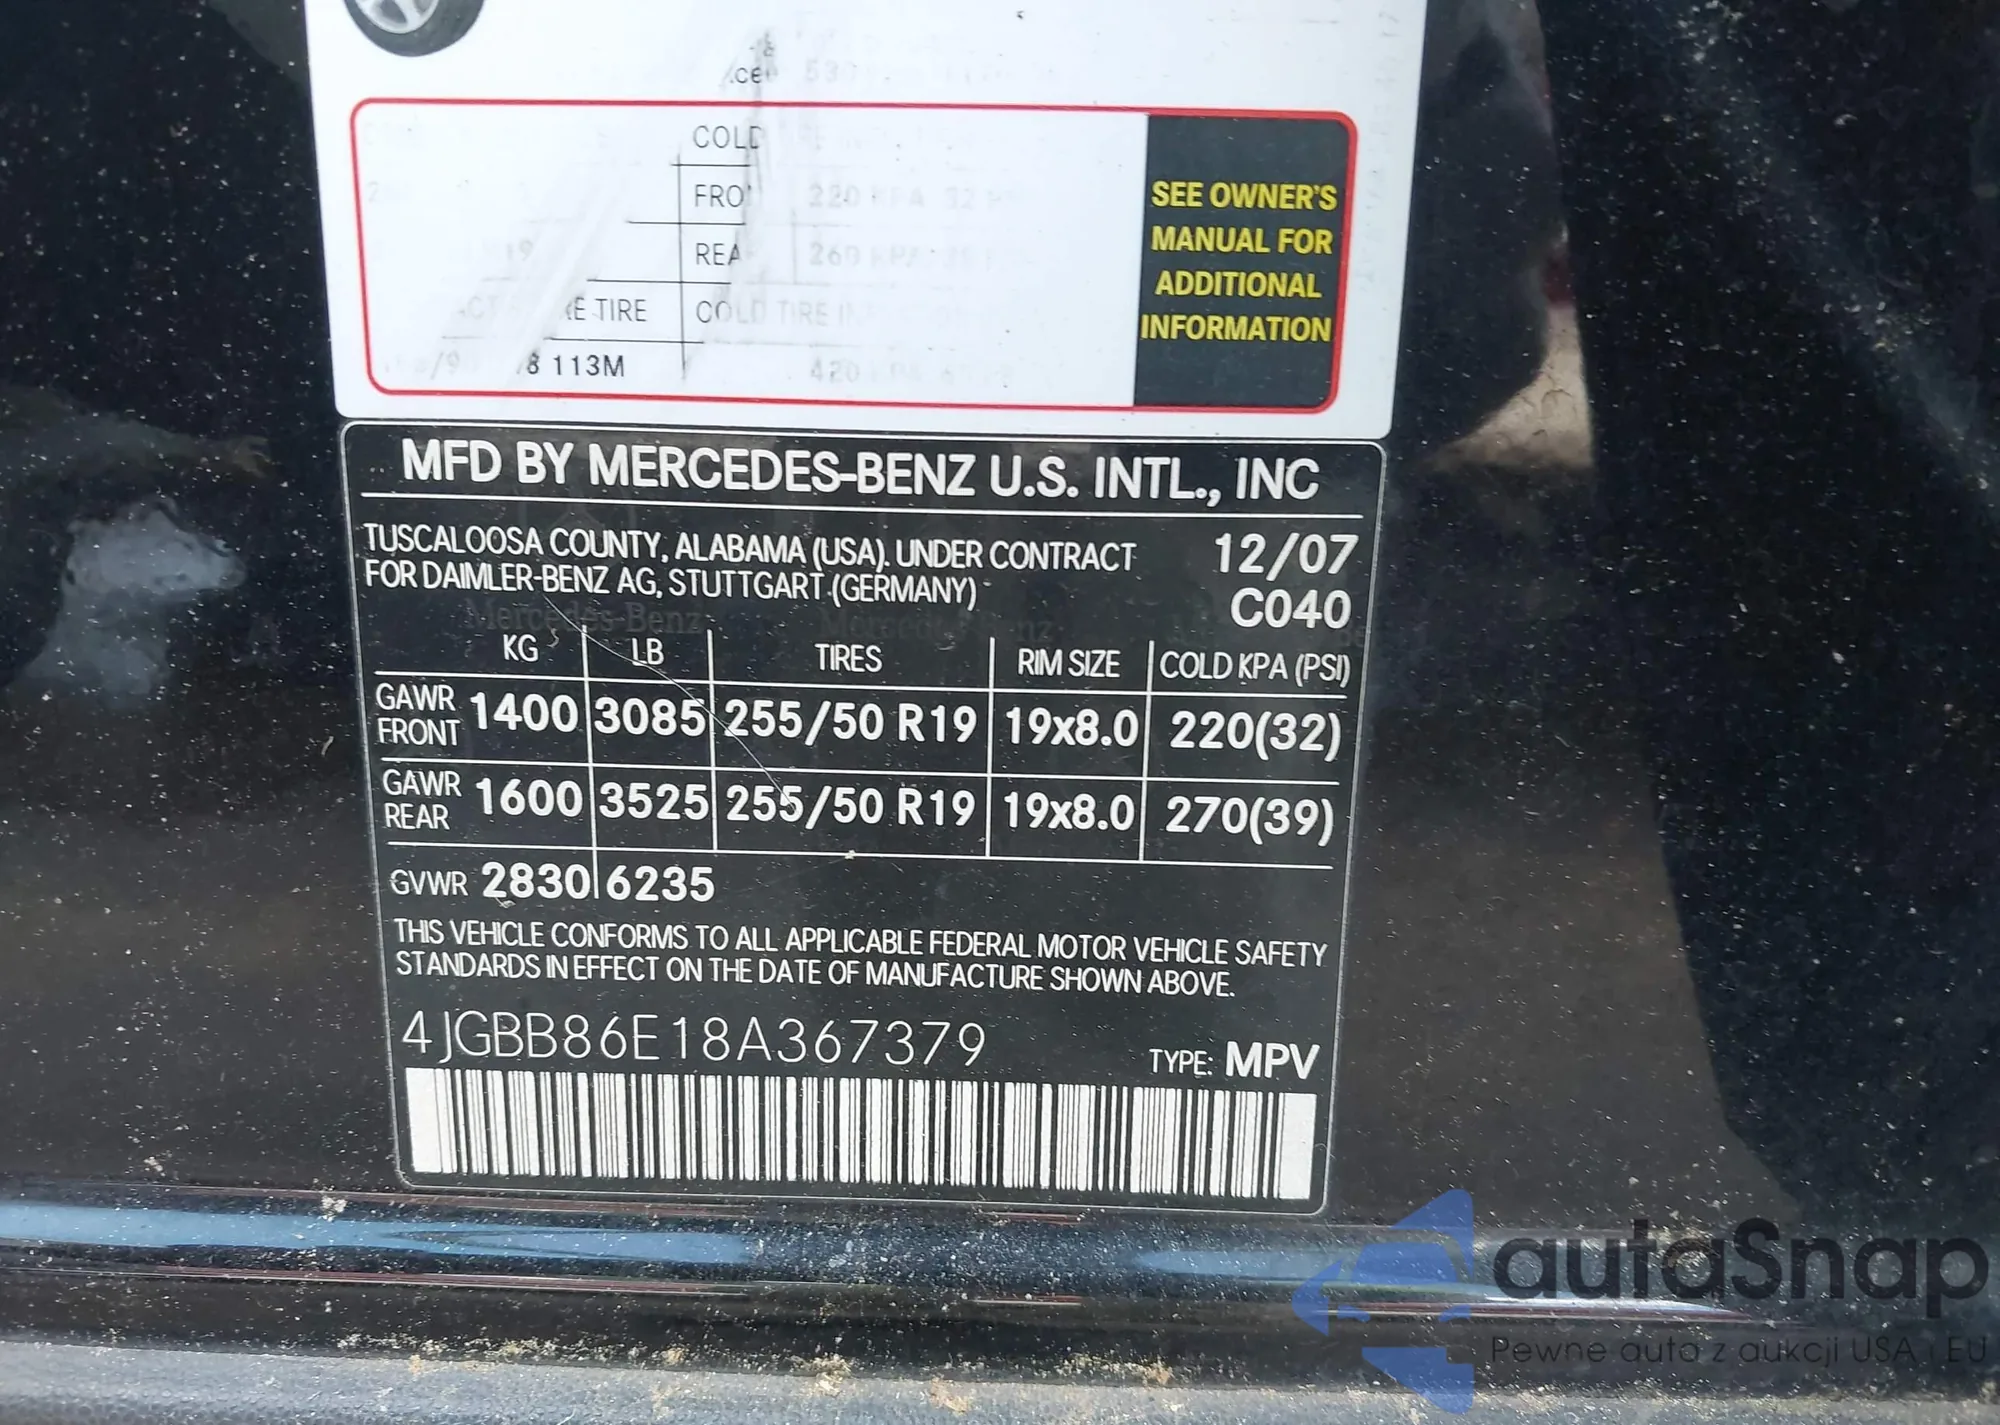 COLD
FRO
220 KPA 32
REA
260 KPA
RE TIRE COLD TIRE
8 113M
420 KPA
SEE OWNER'S
MANUAL FOR
ADDITIONAL
INFORMATION
MFD BY MERCEDES-BENZ U.S. INTL., INC
TUSCALOOSA COUNTY, ALABAMA (USA). UNDER CONTRACT 12/07
FOR DAIMLER-BENZ AG, STUTTGART (GERMANY) C040
Mercedes-Benz
KG LB TIRES RIM SIZE COLD KPA (PSI)
GAWR FRONT 1400 3085 255/50 R19 19x8.0 220(32)
GAWR REAR 1600 3525 255/50 R19 19x8.0 270(39)
GVWR 2830 6235
THIS VEHICLE CONFORMS TO ALL APPLICABLE FEDERAL MOTOR VEHICLE SAFETY
STANDARDS IN EFFECT ON THE DATE OF MANUFACTURE SHOWN ABOVE.
4JGBB86E18A367379 TYPE: MPV
autaSnap
Pewne auto z aukcji USA i EU